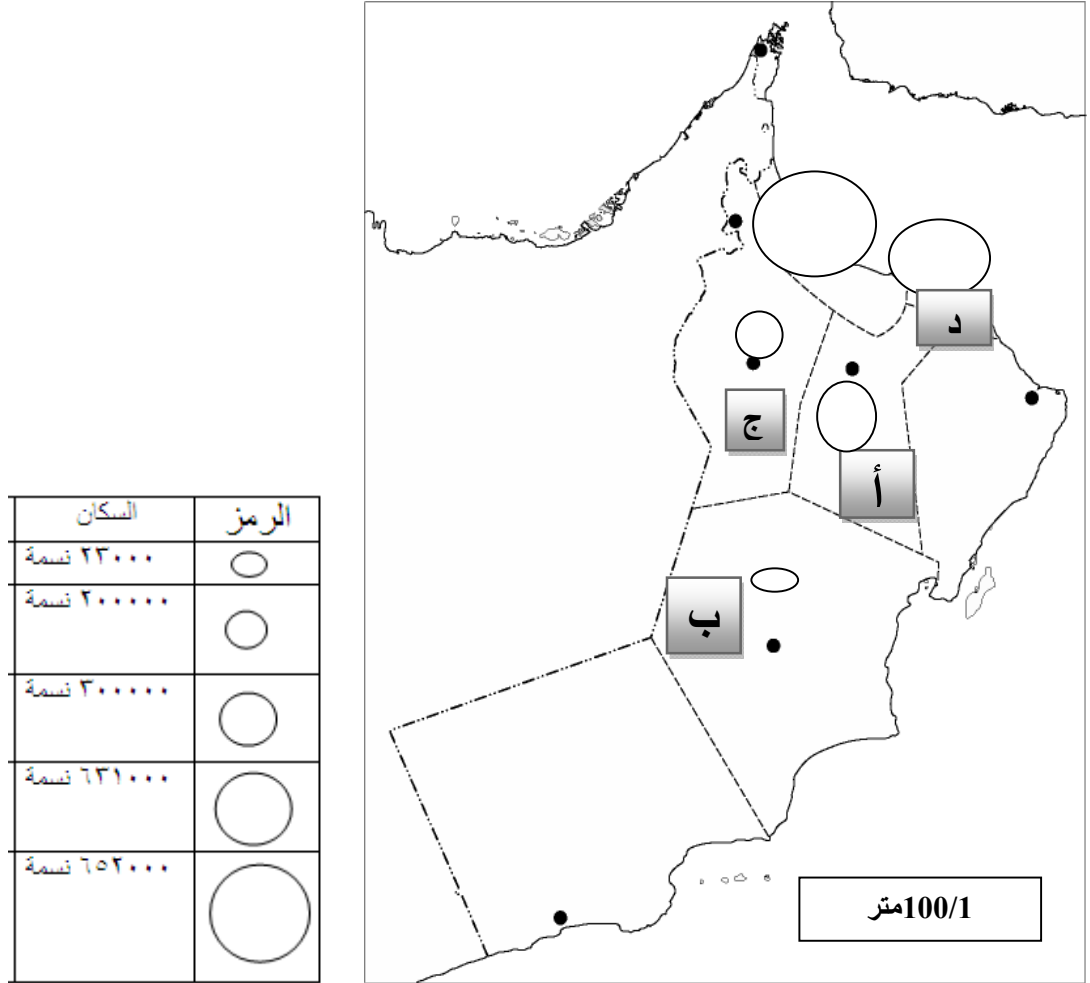 الرمز السكان
٢٣٠٠٠ نسمة
٢٠٠٠٠٠ نسمة
٣٠٠٠٠٠ نسمة
٦٣١٠٠٠ نسمة
٦٥٢٠٠٠ نسمة
د
ج
أ
ب
100/1متر